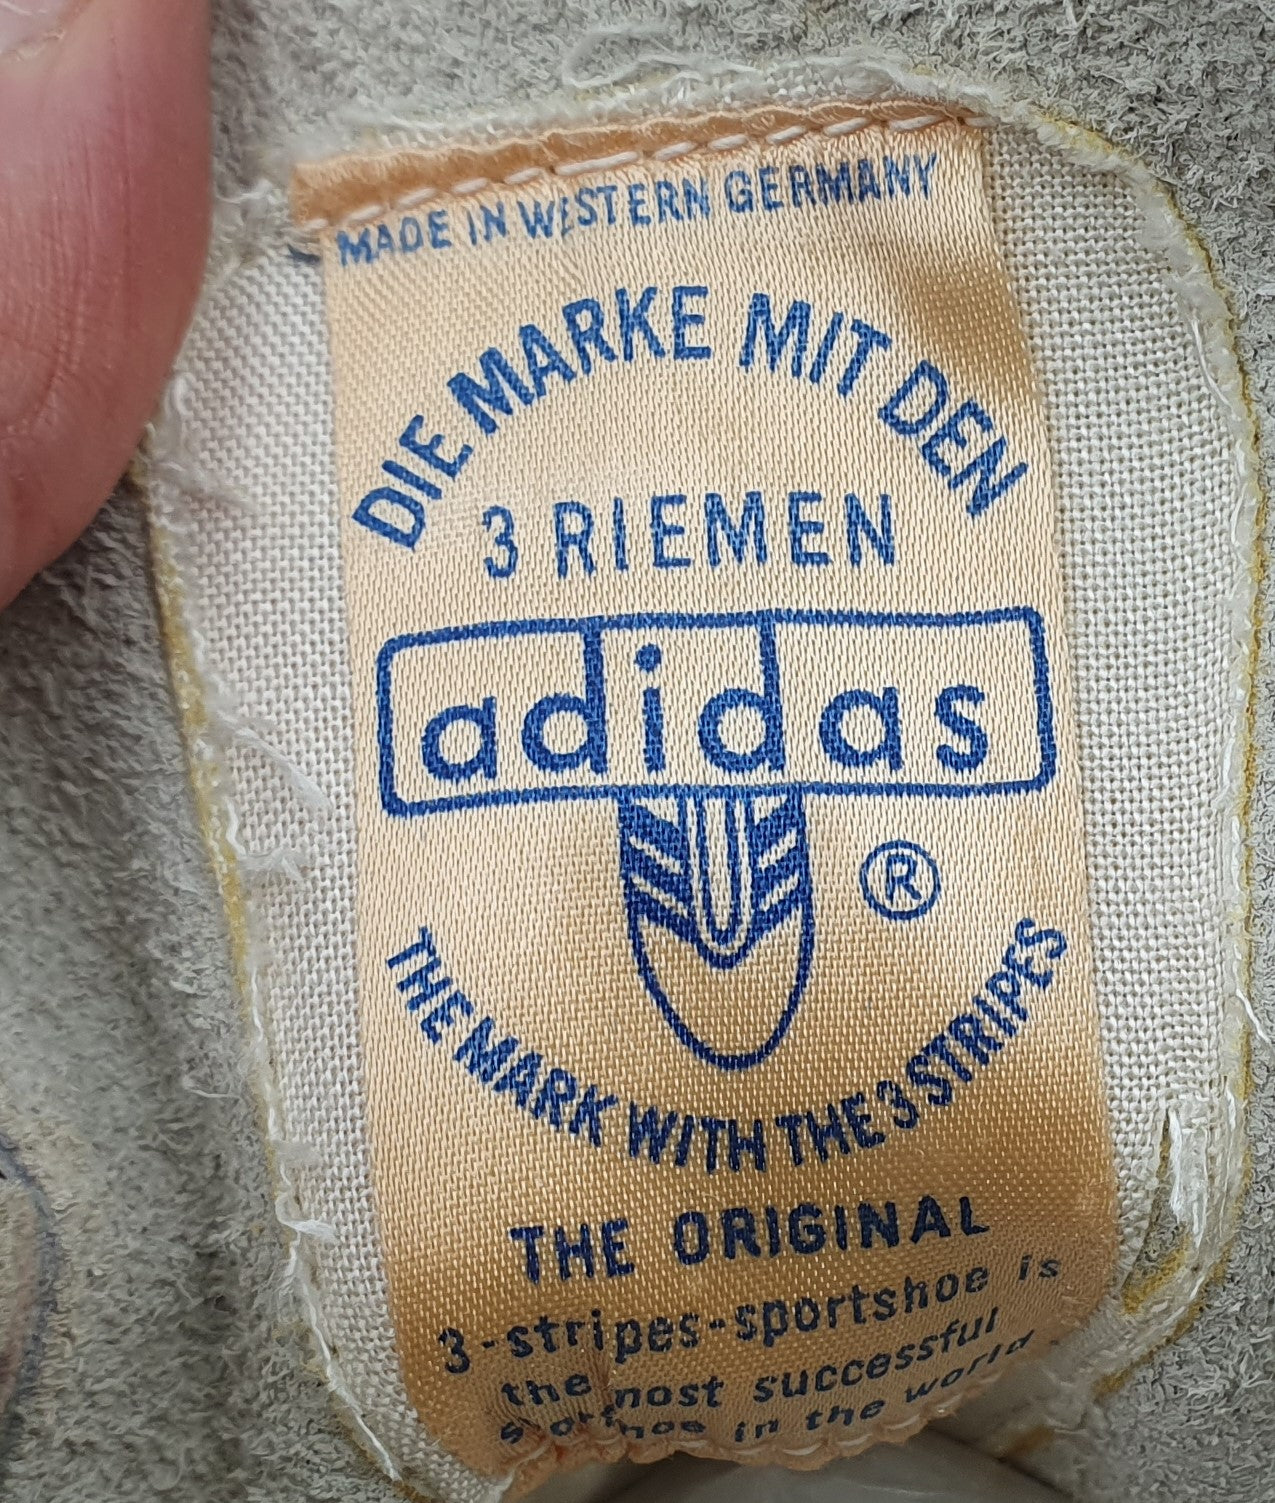 MADE IN WESTERN GERMANY
DIE MARKE MIT DEN
3 RIEMEN
adidas
®
THE MARK WITH THE 3 STRIPES
THE ORIGINAL
3-stripes-sportshoe is
the most successful
in the world